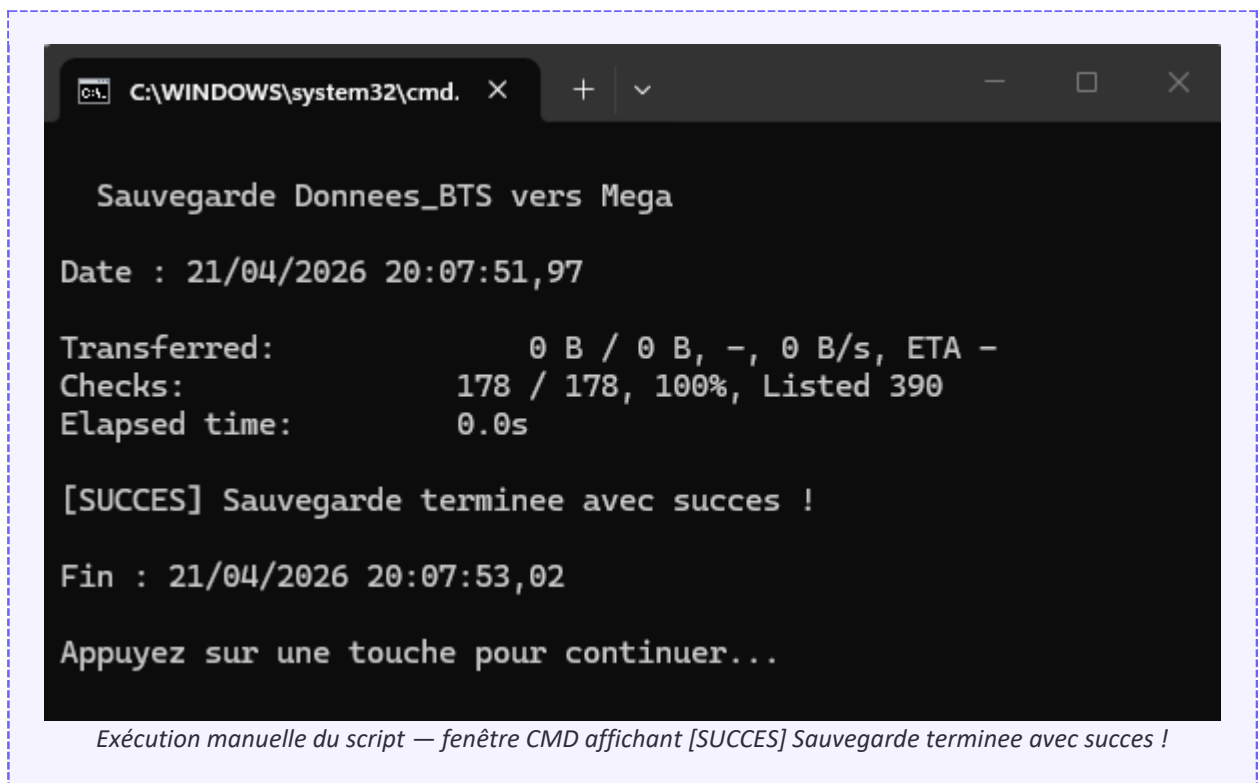 C:\WINDOWS\system32\cmd.
Sauvegarde Donnees_BTS vers Mega
Date : 21/04/2026 20:07:51,97
Transferred: 0 B / 0 B, -, 0 B/s, ETA -
Checks: 178 / 178, 100%, Listed 390
Elapsed time: 0.0s
[SUCCES] Sauvegarde terminee avec succes !
Fin : 21/04/2026 20:07:53,02
Appuyez sur une touche pour continuer...
Exécution manuelle du script — fenêtre CMD affichant [SUCCES] Sauvegarde terminee avec succes !